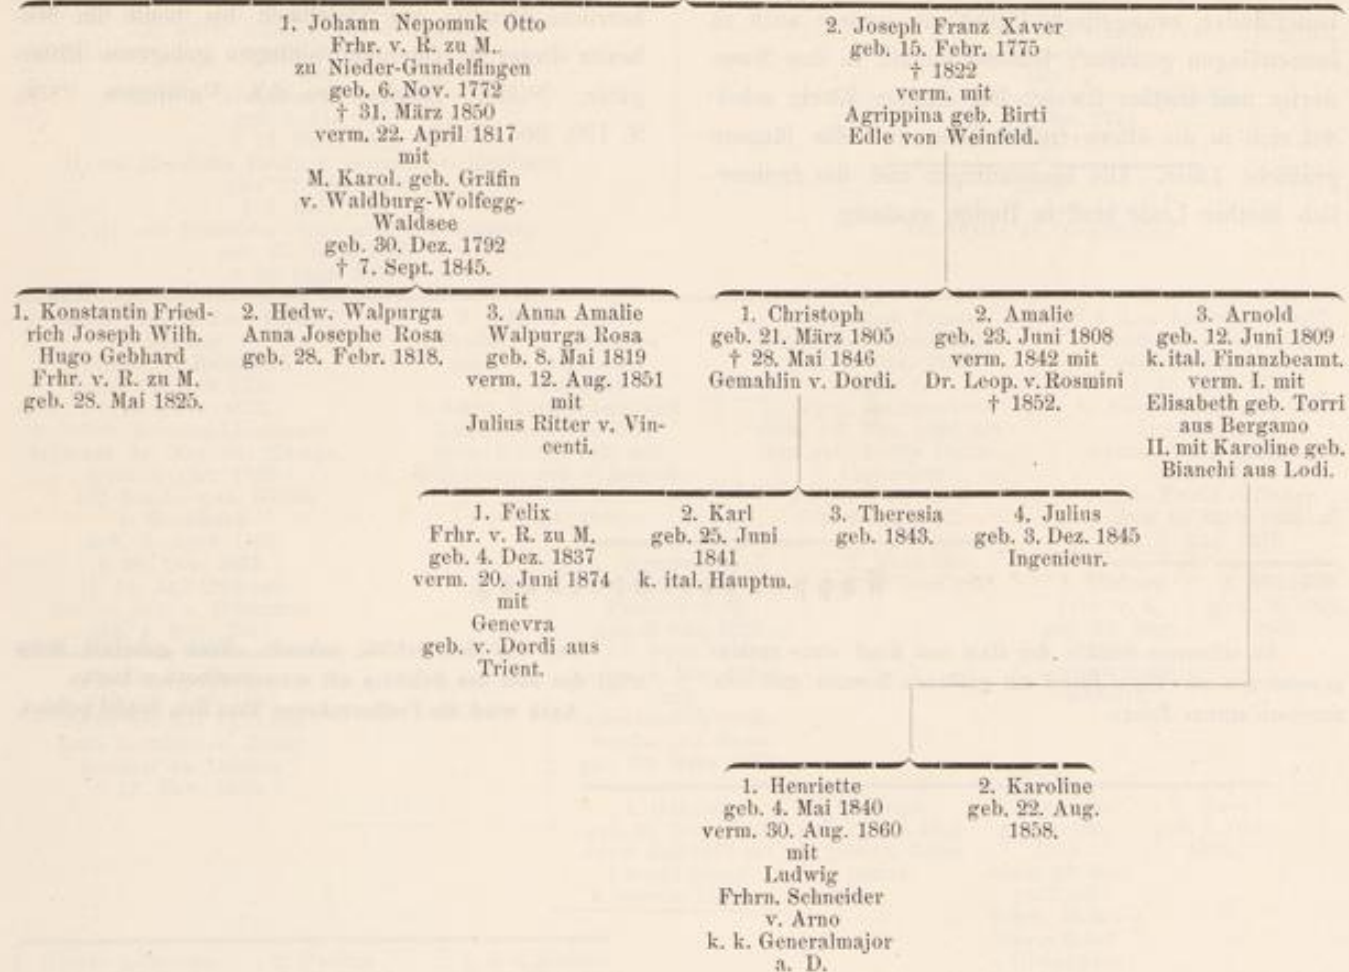 1. Johann Nepomuk Otto
Frhr. v. R. zu M.
zu Nieder-Gundelfingen
geb. 6. Nov. 1772
† 31. März 1850
verm. 22. April 1817
mit
M. Karol. geb. Gräfin
v. Waldburg-Wolfegg-
Waldsee
geb. 30. Dez. 1792
† 7. Sept. 1845.
2. Joseph Franz Xaver
geb. 15. Febr. 1775
† 1822
verm. mit
Agrippina geb. Birti
Edle von Weinfeld.
1. Konstantin Fried-
rich Joseph Wilh.
Hugo Gebhard
Frhr. v. R. zu M.
geb. 28. Mai 1825.
2. Hedw. Walpurga
Anna Josephe Rosa
geb. 28. Febr. 1818.
3. Anna Amalie
Walpurga Rosa
geb. 8. Mai 1819
verm. 12. Aug. 1851
mit
Julius Ritter v. Vin-
centi.
1. Christoph
geb. 21. März 1805
† 28. Mai 1846
Gemahlin v. Dordi.
2. Amalie
geb. 23. Juni 1808
verm. 1842 mit
Dr. Leop. v. Rosmini
† 1852.
3. Arnold
geb. 12. Juni 1809
k. ital. Finanzbeamt.
verm. I. mit
Elisabeth geb. Torri
aus Bergamo
II. mit Karoline geb.
Bianchi aus Lodi.
1. Felix
Frhr. v. R. zu M.
geb. 4. Dez. 1837
verm. 20. Juni 1874
mit
Genevra
geb. v. Dordi aus
Trient.
2. Karl
geb. 25. Juni
1841
k. ital. Hauptm.
3. Theresia
geb. 1843.
4. Julius
geb. 3. Dez. 1845
Ingenieur.
1. Henriette
geb. 4. Mai 1840
verm. 30. Aug. 1860
mit
Ludwig
Frhrn. Schneider
v. Arno
k. k. Generalmajor
a. D.
2. Karoline
geb. 22. Aug.
1858.